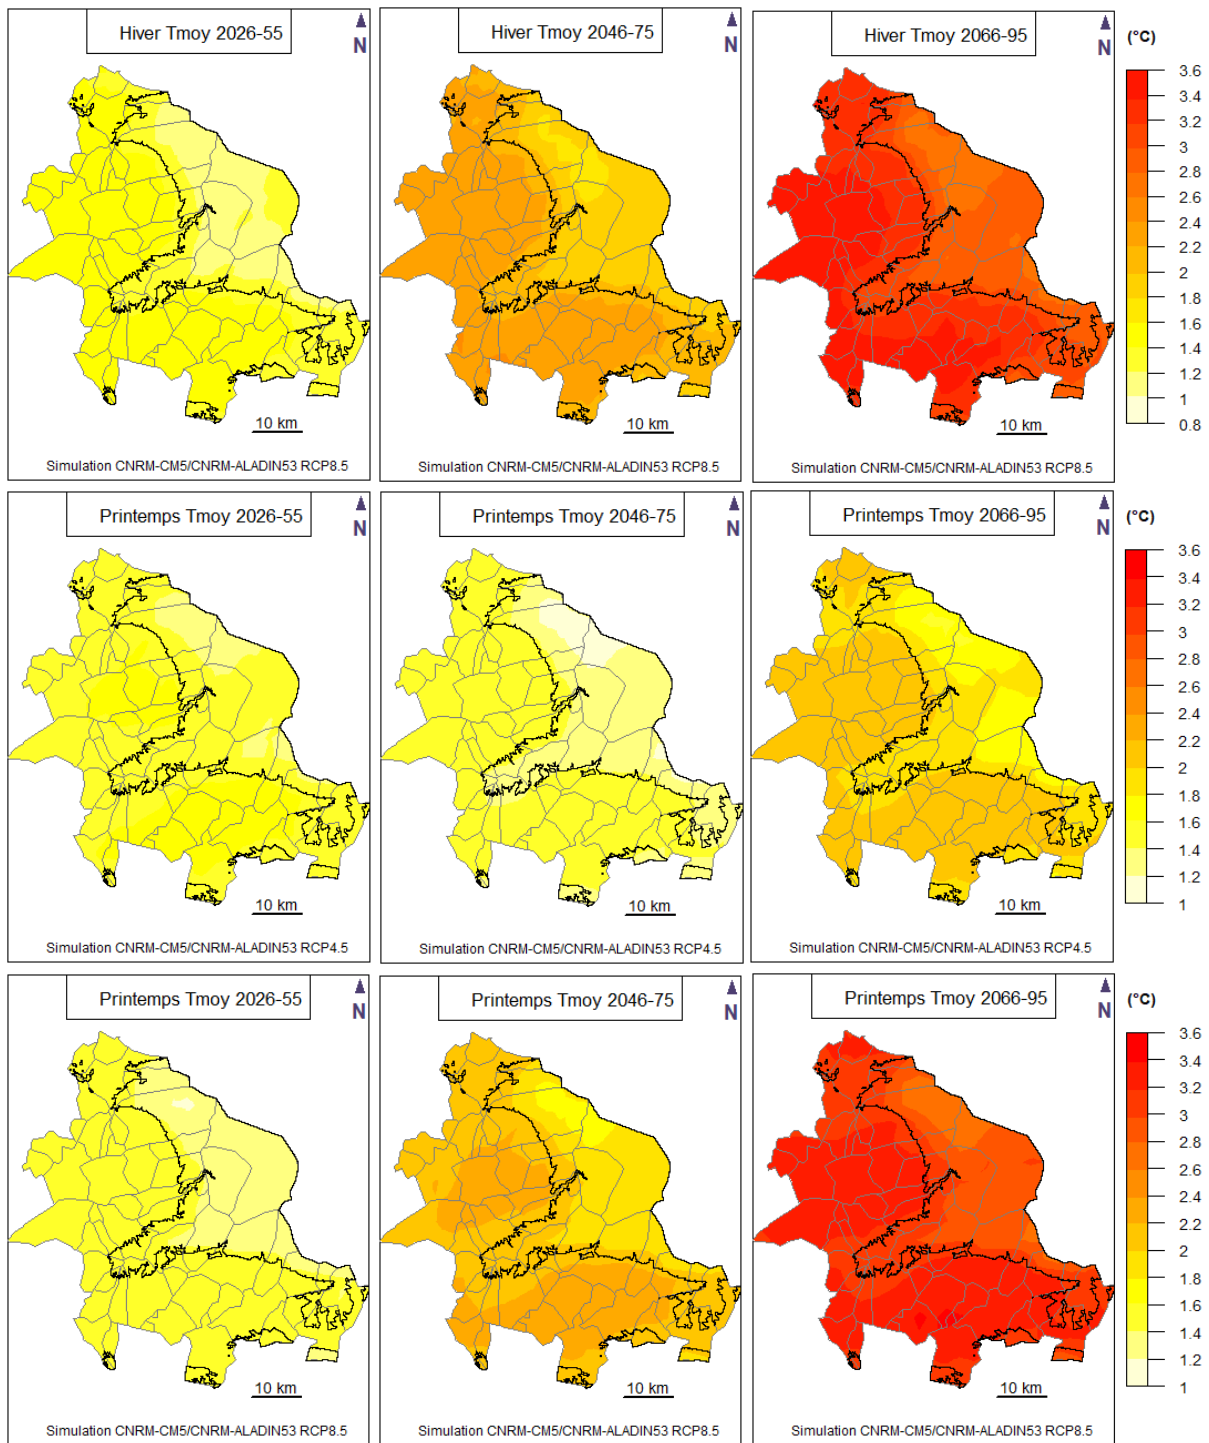 Hiver Tmoy 2026-55
N
10 km
Simulation CNRM-CM5/CNRM-ALADIN53 RCP8.5
Hiver Tmoy 2046-75
N
10 km
Simulation CNRM-CM5/CNRM-ALADIN53 RCP8.5
Hiver Tmoy 2066-95
N
10 km
Simulation CNRM-CM5/CNRM-ALADIN53 RCP8.5
(°C)
3.6
3.4
3.2
3
2.8
2.6
2.4
2.2
2
1.8
1.6
1.4
1.2
1
0.8
Printemps Tmoy 2026-55
N
10 km
Simulation CNRM-CM5/CNRM-ALADIN53 RCP4.5
Printemps Tmoy 2046-75
N
10 km
Simulation CNRM-CM5/CNRM-ALADIN53 RCP4.5
Printemps Tmoy 2066-95
N
10 km
Simulation CNRM-CM5/CNRM-ALADIN53 RCP4.5
(°C)
3.6
3.4
3.2
3
2.8
2.6
2.4
2.2
2
1.8
1.6
1.4
1.2
1
Printemps Tmoy 2026-55
N
10 km
Simulation CNRM-CM5/CNRM-ALADIN53 RCP8.5
Printemps Tmoy 2046-75
N
10 km
Simulation CNRM-CM5/CNRM-ALADIN53 RCP8.5
Printemps Tmoy 2066-95
N
10 km
Simulation CNRM-CM5/CNRM-ALADIN53 RCP8.5
(°C)
3.6
3.4
3.2
3
2.8
2.6
2.4
2.2
2
1.8
1.6
1.4
1.2
1